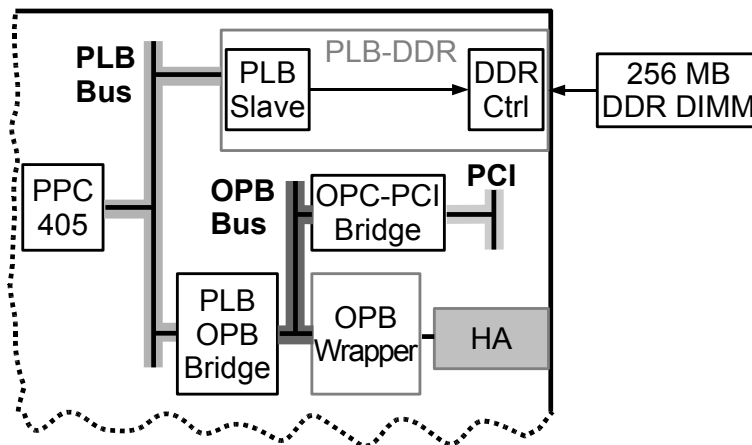 PLB-DDR
PLB
Bus
PLB
Slave
DDR
Ctrl
256 MB
DDR DIMM
PPC
405
OPB
Bus
OPC-PCI
Bridge
PCI
PLB
OPB
Bridge
OPB
Wrapper
HA